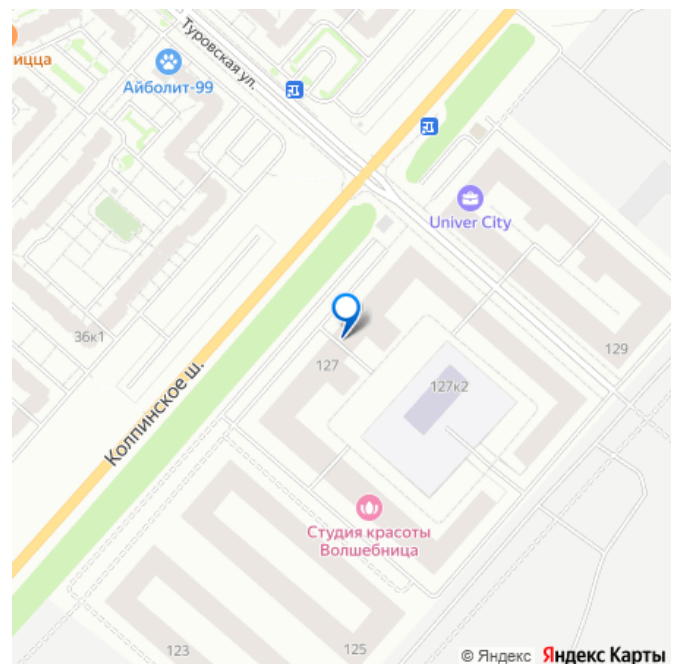 Туровская ул.
ицца
Айболит-99
Univer City
36к1
127
129
127к2
Колпинское ш.
Студия красоты
Волшебница
123
125
© Яндекс Яндекс Карты